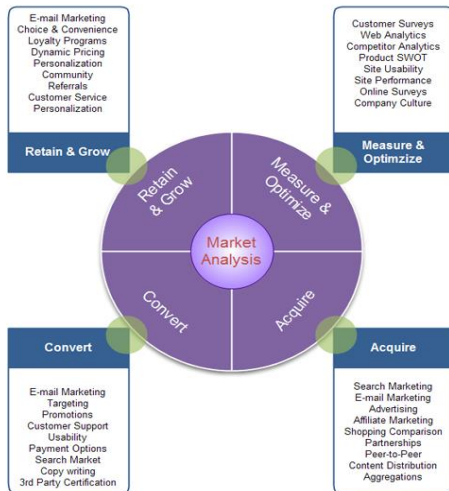 E-mail Marketing
Choice & Convenience
Loyalty Programs
Dynamic Pricing
Personalization
Community
Referrals
Customer Service
Personalization
Retain & Grow
Customer Surveys
Web Analytics
Competitor Analytics
Product SWOT
Site Usability
Site Performance
Online Surveys
Company Culture
Measure &
Optimzize
Retain
& Grow
Measure &
Optimize
Market
Analysis
Convert
Acquire
Convert
E-mail Marketing
Targeting
Promotions
Customer Support
Usability
Payment Options
Search Market
Copy writing
3rd Party Certification
Acquire
Search Marketing
E-mail Marketing
Advertising
Affiliate Marketing
Shopping Comparison
Partnerships
Peer-to-Peer
Content Distribution
Aggregations